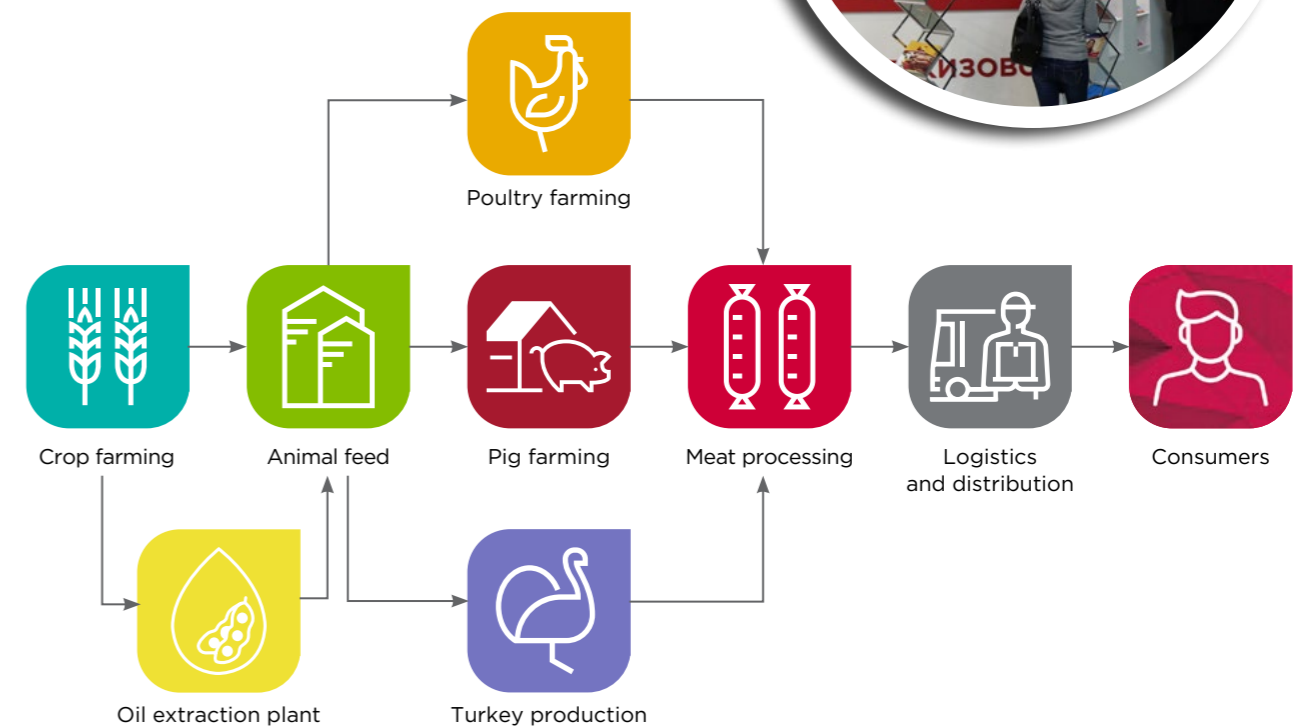 КИЗОВО
Poultry farming
Crop farming
Animal feed
Pig farming
Meat processing
Logistics
and distribution
Consumers
Oil extraction plant
Turkey production